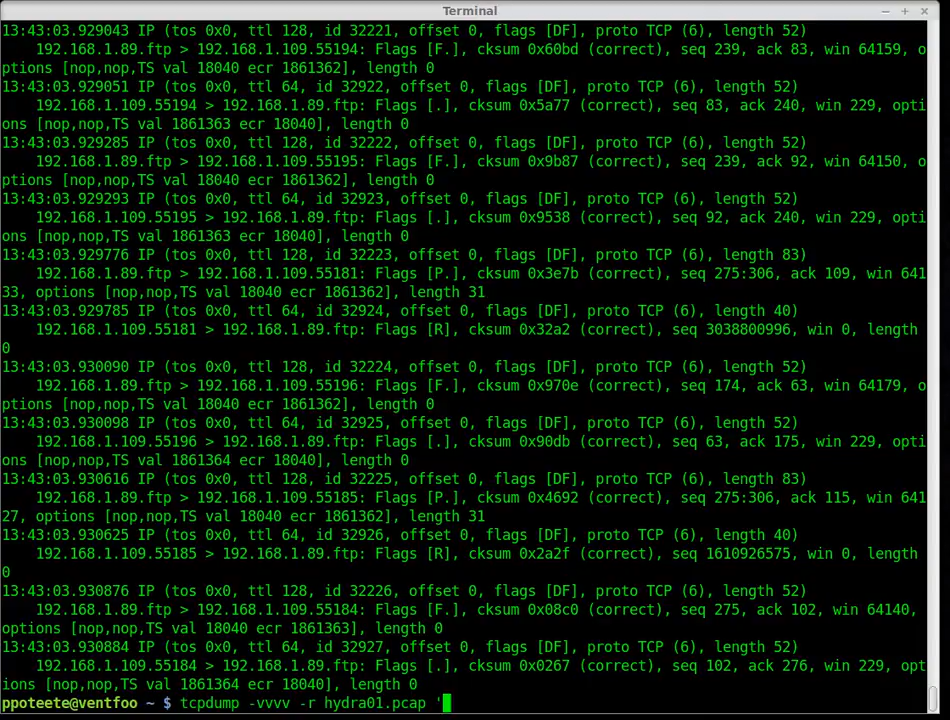 Terminal
13:43:03.929043 IP (tos 0x0, ttl 128, id 32221, offset 0, flags [DF], proto TCP (6), length 52)
    192.168.1.89.ftp > 192.168.1.109.55194: Flags [F.], cksum 0x60bd (correct), seq 239, ack 83, win 64159, o
ptions [nop,nop,TS val 18040 ecr 1861362], length 0
13:43:03.929051 IP (tos 0x0, ttl 64, id 32922, offset 0, flags [DF], proto TCP (6), length 52)
    192.168.1.109.55194 > 192.168.1.89.ftp: Flags [.], cksum 0x5a77 (correct), seq 83, ack 240, win 229, opti
ons [nop,nop,TS val 1861363 ecr 18040], length 0
13:43:03.929285 IP (tos 0x0, ttl 128, id 32222, offset 0, flags [DF], proto TCP (6), length 52)
    192.168.1.89.ftp > 192.168.1.109.55195: Flags [F.], cksum 0x9b87 (correct), seq 239, ack 92, win 64150, o
ptions [nop,nop,TS val 18040 ecr 1861362], length 0
13:43:03.929293 IP (tos 0x0, ttl 64, id 32923, offset 0, flags [DF], proto TCP (6), length 52)
    192.168.1.109.55195 > 192.168.1.89.ftp: Flags [.], cksum 0x9538 (correct), seq 92, ack 240, win 229, opti
ons [nop,nop,TS val 1861363 ecr 18040], length 0
13:43:03.929776 IP (tos 0x0, ttl 128, id 32223, offset 0, flags [DF], proto TCP (6), length 83)
    192.168.1.89.ftp > 192.168.1.109.55181: Flags [P.], cksum 0x3e7b (correct), seq 275:306, ack 109, win 641
33, options [nop,nop,TS val 18040 ecr 1861362], length 31
13:43:03.929785 IP (tos 0x0, ttl 64, id 32924, offset 0, flags [DF], proto TCP (6), length 40)
    192.168.1.109.55181 > 192.168.1.89.ftp: Flags [R], cksum 0x32a2 (correct), seq 3038800996, win 0, length
0
13:43:03.930090 IP (tos 0x0, ttl 128, id 32224, offset 0, flags [DF], proto TCP (6), length 52)
    192.168.1.89.ftp > 192.168.1.109.55196: Flags [F.], cksum 0x970e (correct), seq 174, ack 63, win 64179, o
ptions [nop,nop,TS val 18040 ecr 1861362], length 0
13:43:03.930098 IP (tos 0x0, ttl 64, id 32925, offset 0, flags [DF], proto TCP (6), length 52)
    192.168.1.109.55196 > 192.168.1.89.ftp: Flags [.], cksum 0x90db (correct), seq 63, ack 175, win 229, opti
ons [nop,nop,TS val 1861364 ecr 18040], length 0
13:43:03.930616 IP (tos 0x0, ttl 128, id 32225, offset 0, flags [DF], proto TCP (6), length 83)
    192.168.1.89.ftp > 192.168.1.109.55185: Flags [P.], cksum 0x4692 (correct), seq 275:306, ack 115, win 641
27, options [nop,nop,TS val 18040 ecr 1861362], length 31
13:43:03.930625 IP (tos 0x0, ttl 64, id 32926, offset 0, flags [DF], proto TCP (6), length 40)
    192.168.1.109.55185 > 192.168.1.89.ftp: Flags [R], cksum 0x2a2f (correct), seq 1610926575, win 0, length
0
13:43:03.930876 IP (tos 0x0, ttl 128, id 32226, offset 0, flags [DF], proto TCP (6), length 52)
    192.168.1.89.ftp > 192.168.1.109.55184: Flags [F.], cksum 0x08c0 (correct), seq 275, ack 102, win 64140,
options [nop,nop,TS val 18040 ecr 1861363], length 0
13:43:03.930884 IP (tos 0x0, ttl 64, id 32927, offset 0, flags [DF], proto TCP (6), length 52)
    192.168.1.109.55184 > 192.168.1.89.ftp: Flags [.], cksum 0x0267 (correct), seq 102, ack 276, win 229, opt
ions [nop,nop,TS val 1861364 ecr 18040], length 0
ppoteete@ventfoo ~ $ tcpdump -vvvv -r hydra01.pcap '